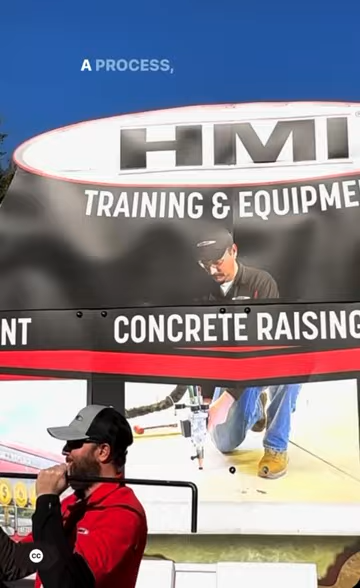 A PROCESS,
HMI
TRAINING & EQUIPME
NT CONCRETE RAISING
CC